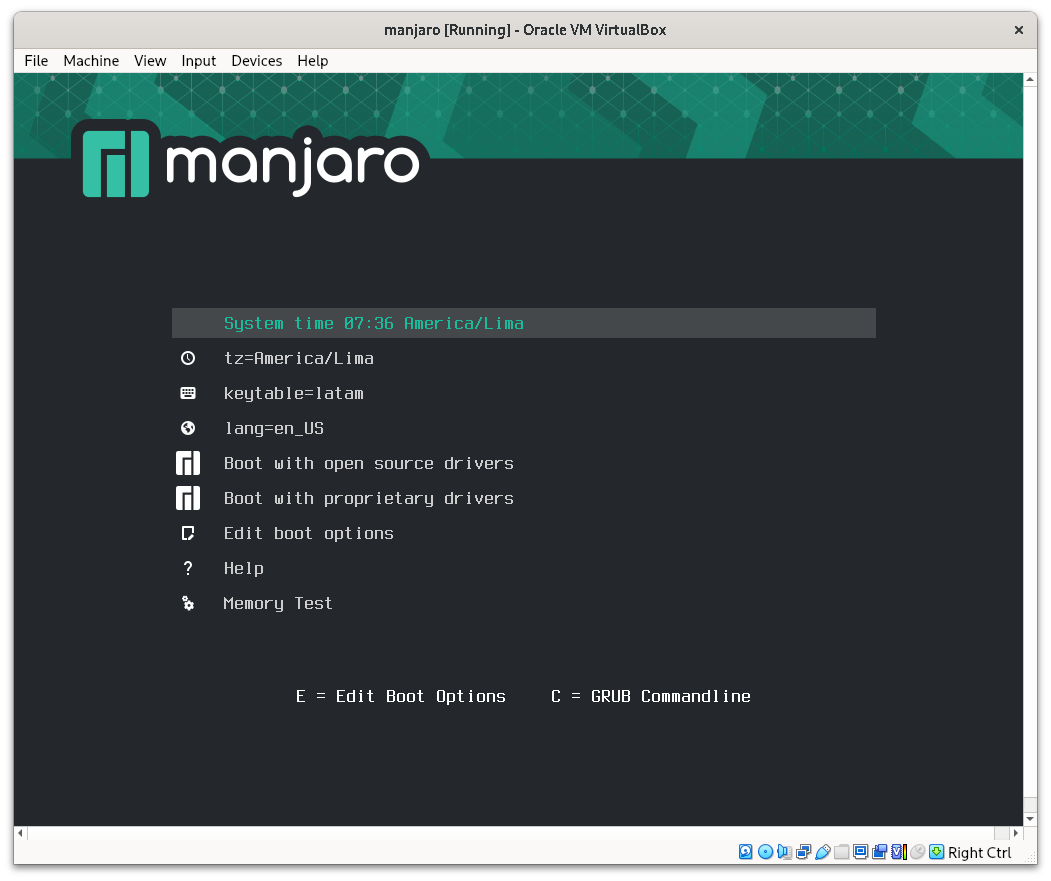 manjaro [Running] - Oracle VM VirtualBox
File Machine View Input Devices Help
manjaro
System time 07:36 America/Lima
tz=America/Lima
keytable=latam
lang=en_US
Boot with open source drivers
Boot with proprietary drivers
Edit boot options
? Help
Memory Test
E = Edit Boot Options C = GRUB Commandline
Right Ctrl